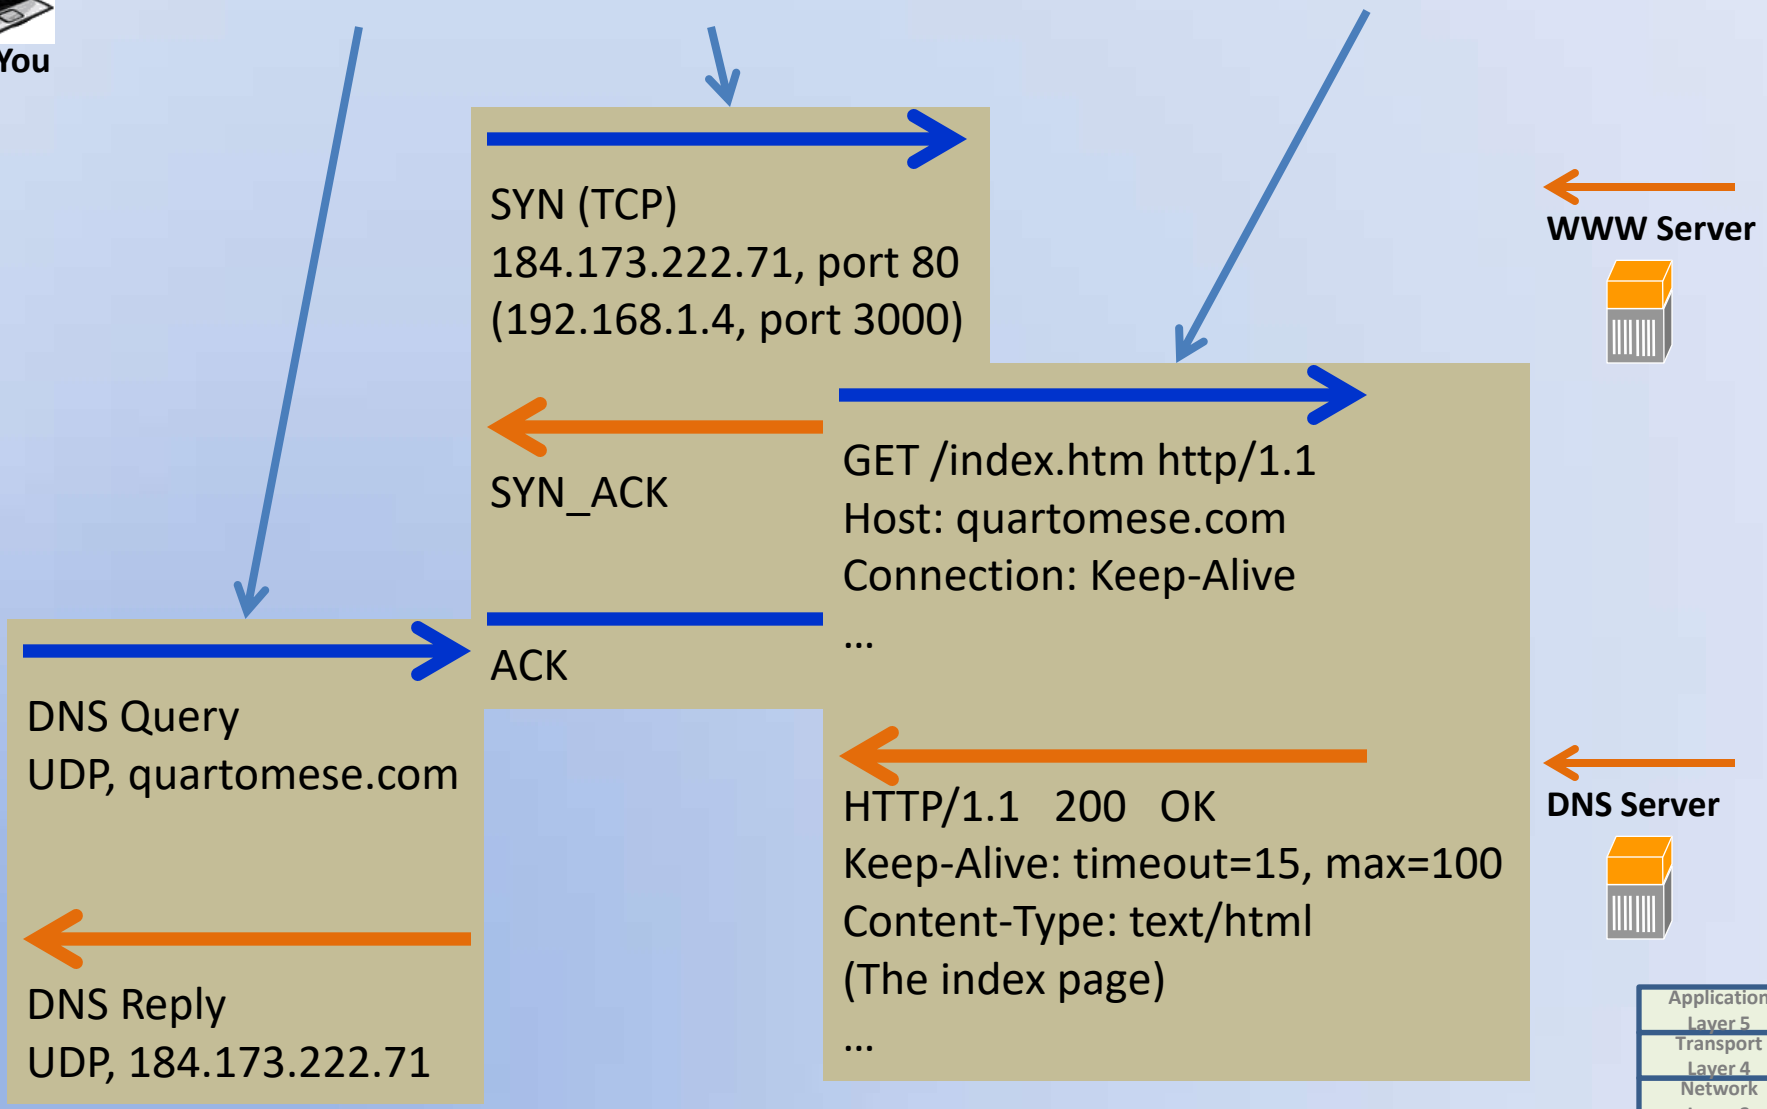 You
SYN (TCP)
184.173.222.71, port 80
(192.168.1.4, port 3000)
SYN_ACK
ACK
DNS Query
UDP, quartomese.com
DNS Reply
UDP, 184.173.222.71
GET /index.htm http/1.1
Host: quartomese.com
Connection: Keep-Alive
...
HTTP/1.1 200 OK
Keep-Alive: timeout=15, max=100
Content-Type: text/html
(The index page)
...
WWW Server
DNS Server
Application
Layer 5
Transport
Layer 4
Network